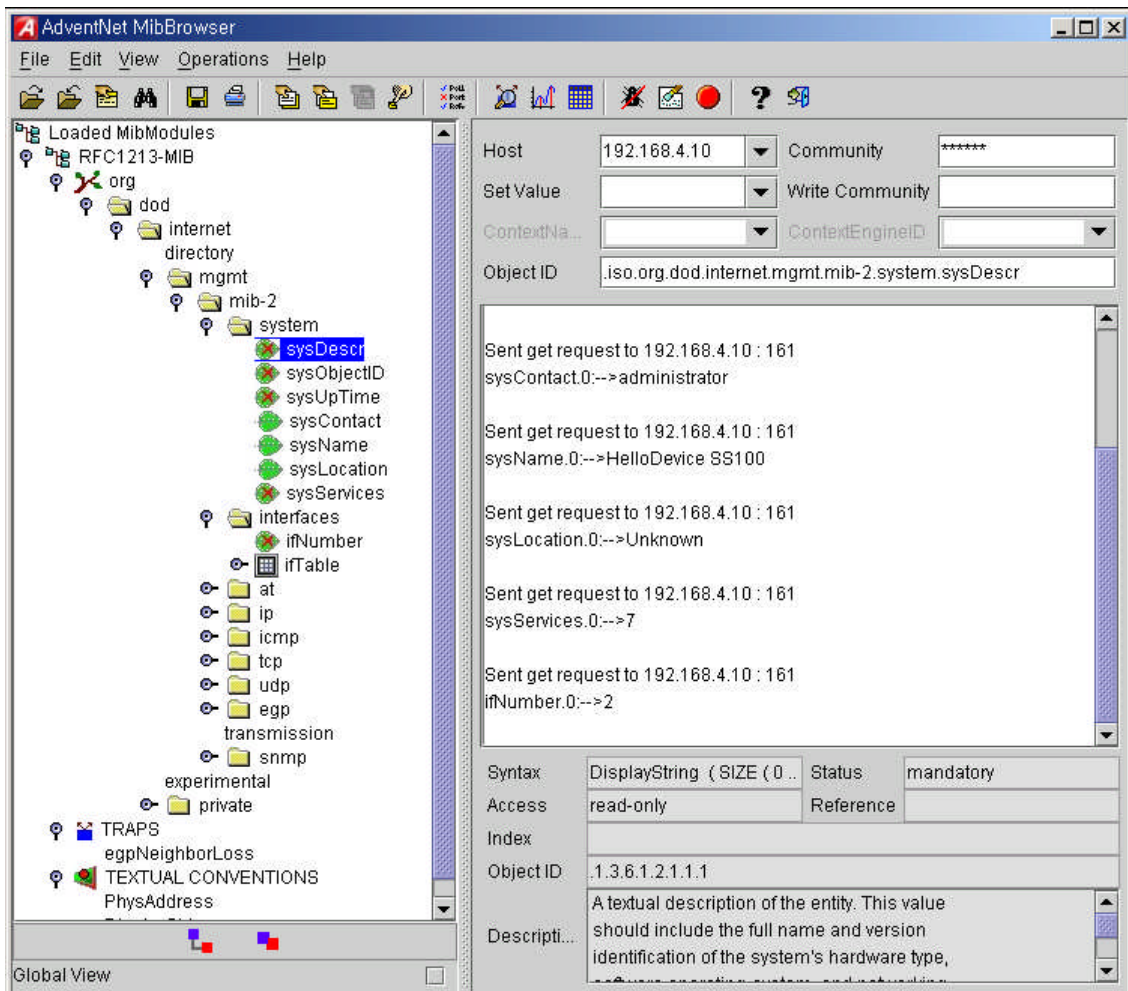 AdventNet MibBrowser
File Edit View Operations Help
Loaded MibModules
RFC1213-MIB
org
dod
internet
directory
mgmt
mib-2
system
sysDescr
sysObjectID
sysUpTime
sysContact
sysName
sysLocation
sysServices
interfaces
ifNumber
ifTable
at
ip
icmp
tcp
udp
egp
transmission
snmp
experimental
private
TRAPS
egpNeighborLoss
TEXTUAL CONVENTIONS
PhysAddress
Global View
Host 192.168.4.10 Community ******
Set Value Write Community
ContextNa... ContextEngineID
Object ID .iso.org.dod.internet.mgmt.mib-2.system.sysDescr
Sent get request to 192.168.4.10 : 161
sysContact.0:-->administrator
Sent get request to 192.168.4.10 : 161
sysName.0:-->HelloDevice SS100
Sent get request to 192.168.4.10 : 161
sysLocation.0:-->Unknown
Sent get request to 192.168.4.10 : 161
sysServices.0:-->7
Sent get request to 192.168.4.10 : 161
ifNumber.0:-->2
Syntax DisplayString ( SIZE ( 0 .. Status mandatory
Access read-only Reference
Index
Object ID .1.3.6.1.2.1.1.1
Descripti... A textual description of the entity. This value
should include the full name and version
identification of the system's hardware type,